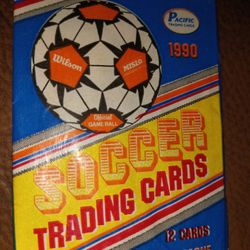 PACIFIC
TRADING CARDS
1990
Wilson
MISL
Official
GAME BALL
SOCCER
TRADING CARDS
12 CARDS